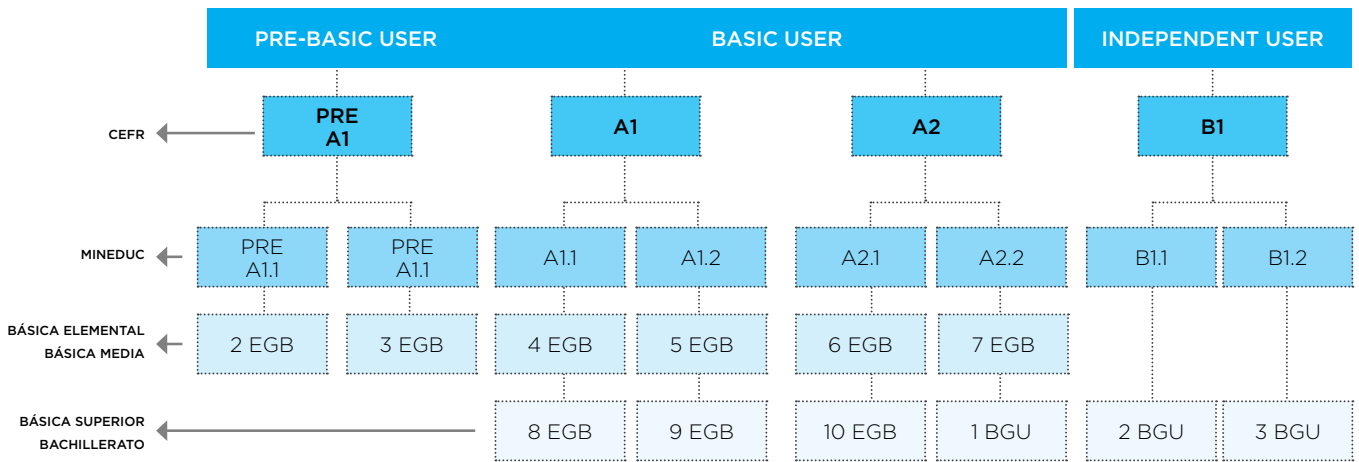 PRE-BASIC USER
BASIC USER
INDEPENDENT USER
CEFR
PRE
A1
A1
A2
B1
MINEDUC
PRE
A1.1
PRE
A1.1
A1.1
A1.2
A2.1
A2.2
B1.1
B1.2
BÁSICA ELEMENTAL
BÁSICA MEDIA
2 EGB
3 EGB
4 EGB
5 EGB
6 EGB
7 EGB
BÁSICA SUPERIOR
BACHILLERATO
8 EGB
9 EGB
10 EGB
1 BGU
2 BGU
3 BGU